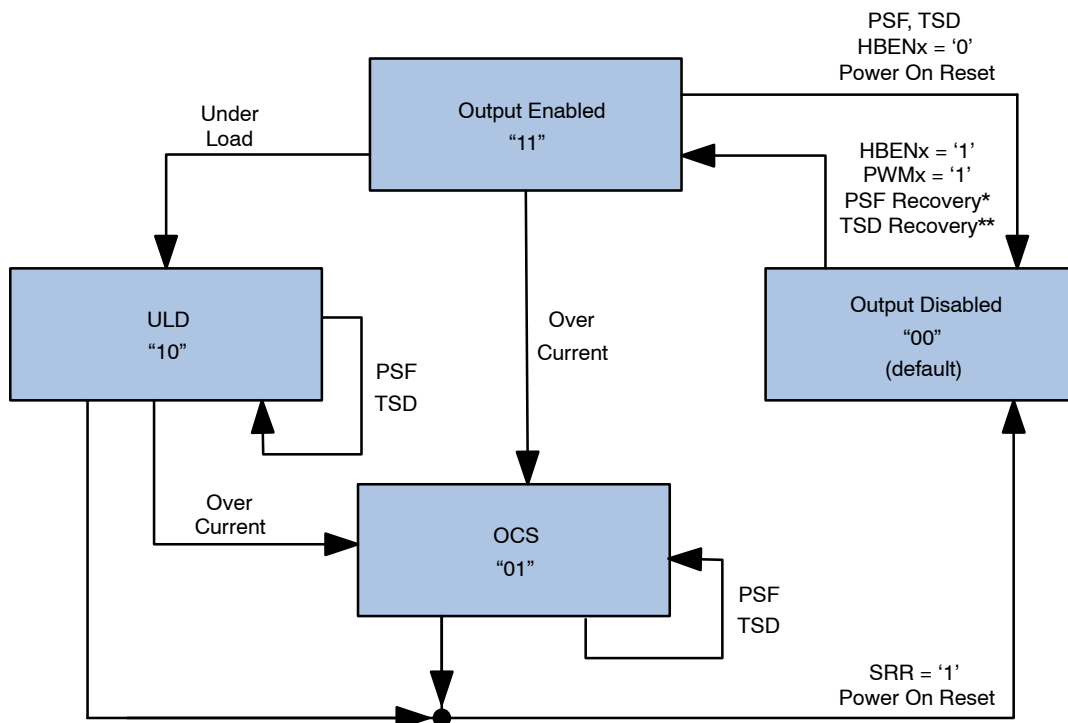 PSF, TSD
HBENx = ‘0’
Power On Reset
Output Enabled
“11”
Under
Load
HBENx = ‘1’
PWMx = ‘1’
PSF Recovery*
TSD Recovery**
ULD
“10”
Output Disabled
“00”
(default)
Over
Current
PSF
TSD
Over
Current
OCS
“01”
PSF
TSD
SRR = ‘1’
Power On Reset